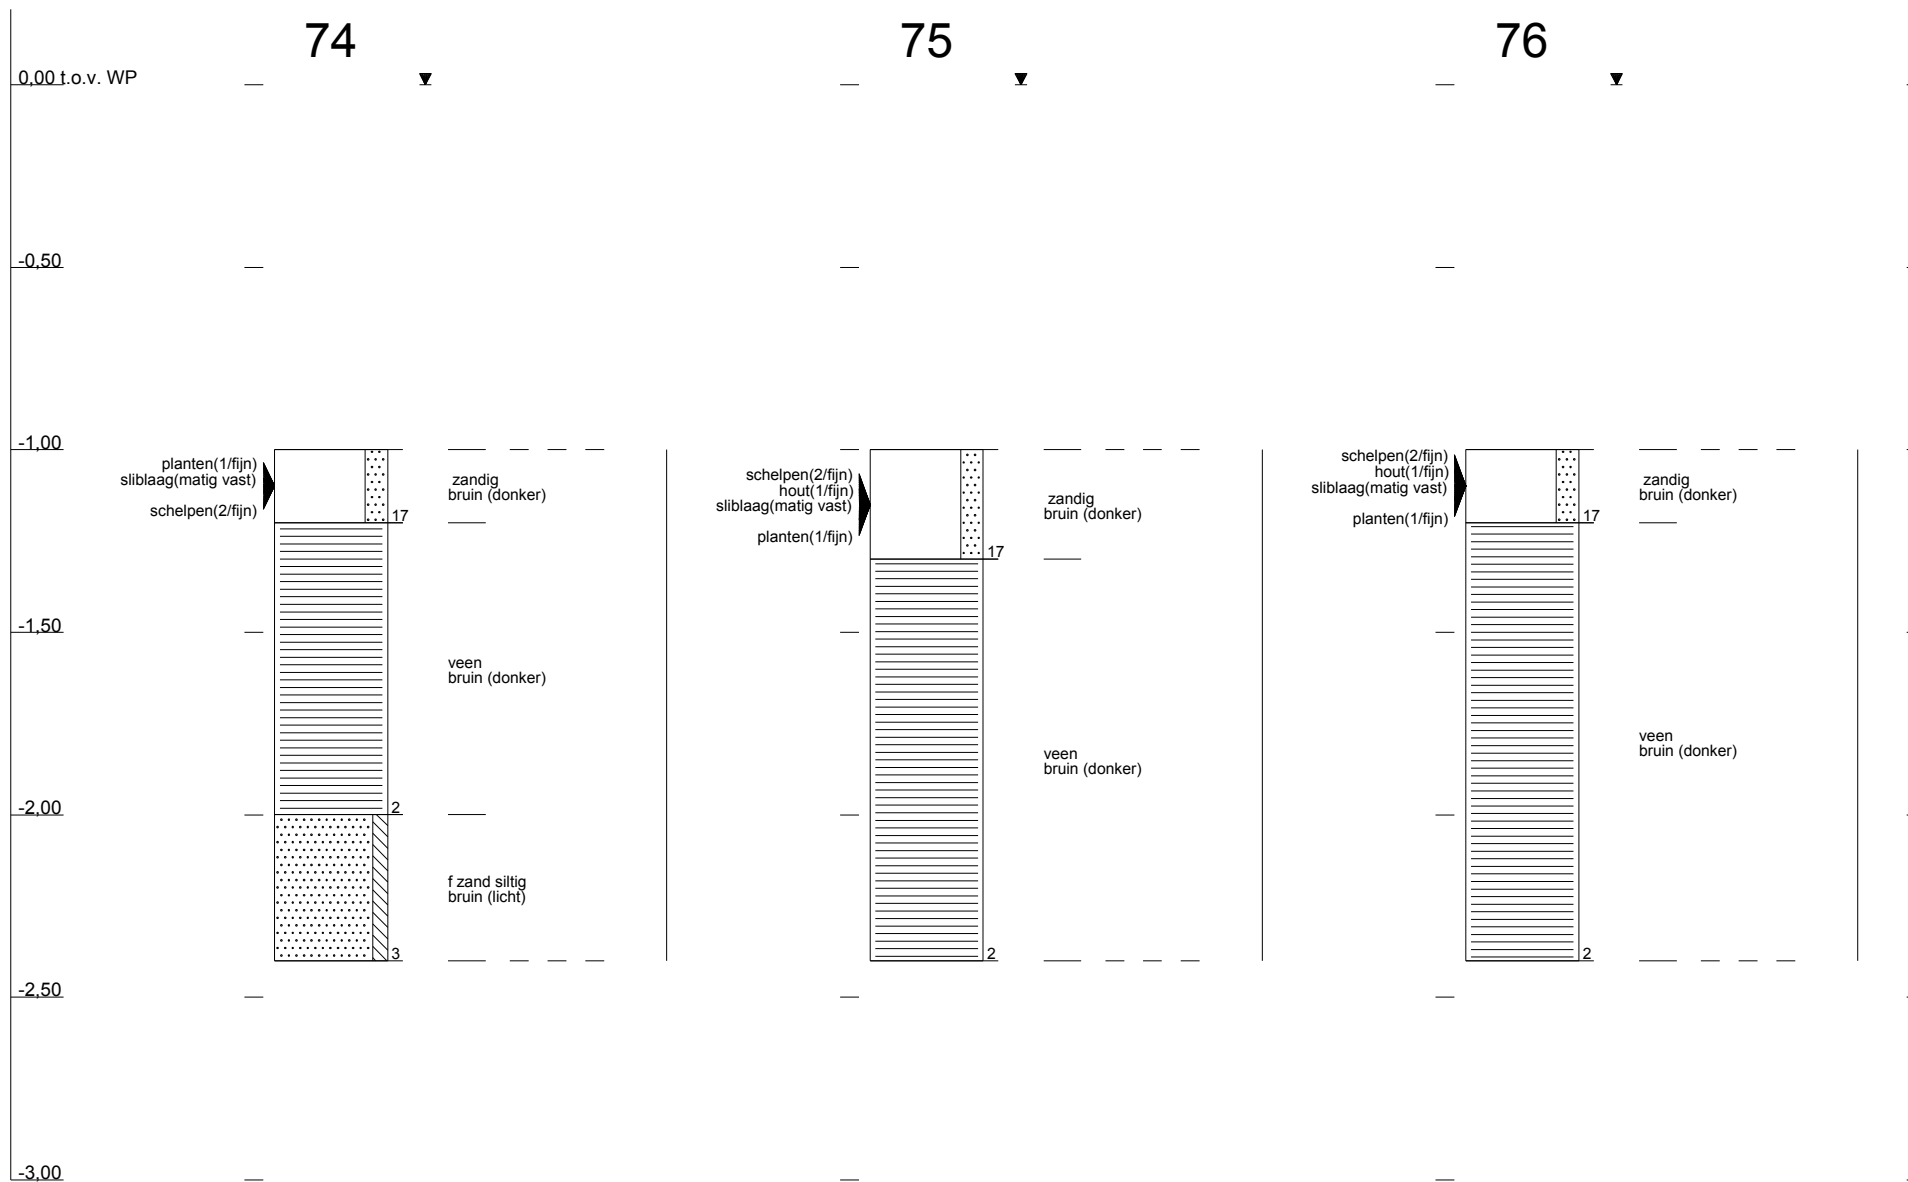 74
75
76
0,00 t.o.v. WP
-0,50
-1,00
-1,50
-2,00
-2,50
-3,00
planten(1/fijn)
sliblaag(matig vast)
schelpen(2/fijn)
17
2
3
zandig
bruin (donker)
veen
bruin (donker)
f zand siltig
bruin (licht)
schelpen(2/fijn)
hout(1/fijn)
sliblaag(matig vast)
planten(1/fijn)
17
2
zandig
bruin (donker)
veen
bruin (donker)
schelpen(2/fijn)
hout(1/fijn)
sliblaag(matig vast)
planten(1/fijn)
17
2
zandig
bruin (donker)
veen
bruin (donker)